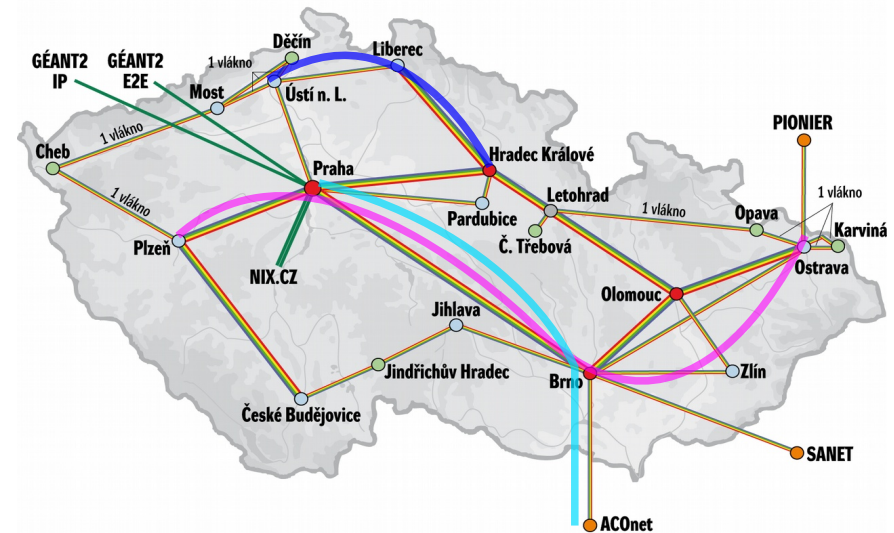 Děčín
Liberec
GÉANT2
IP
GÉANT2
E2E
1 vlákno
Most
Ústí n. L.
1 vlákno
PIONIER
Cheb
Hradec Králové
Praha
Letohrad
1 vlákno
1 vlákno
1 vlákno
Pardubice
Opava
Karviná
Č. Třebová
Plzeň
Ostrava
NIX.CZ
Olomouc
Jihlava
Jindřichův Hradec
Brno
Zlín
České Budějovice
SANET
ACOnet